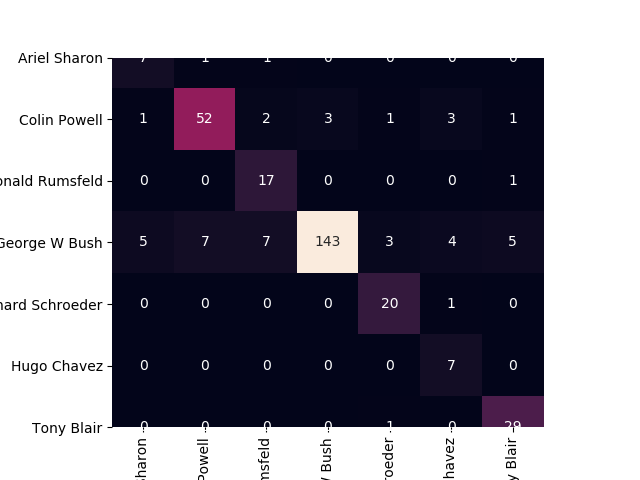 Ariel Sharon 7 1 1 0 0 0 0
Colin Powell 1 52 2 3 1 3 1
onald Rumsfeld 0 0 17 0 0 0 1
George W Bush 5 7 7 143 3 4 5
hard Schroeder 0 0 0 0 20 1 0
Hugo Chavez 0 0 0 0 0 7 0
Tony Blair 0 0 0 0 1 0 29
haron
Powell
msfeld
Bush
roeder
havez
y Blair